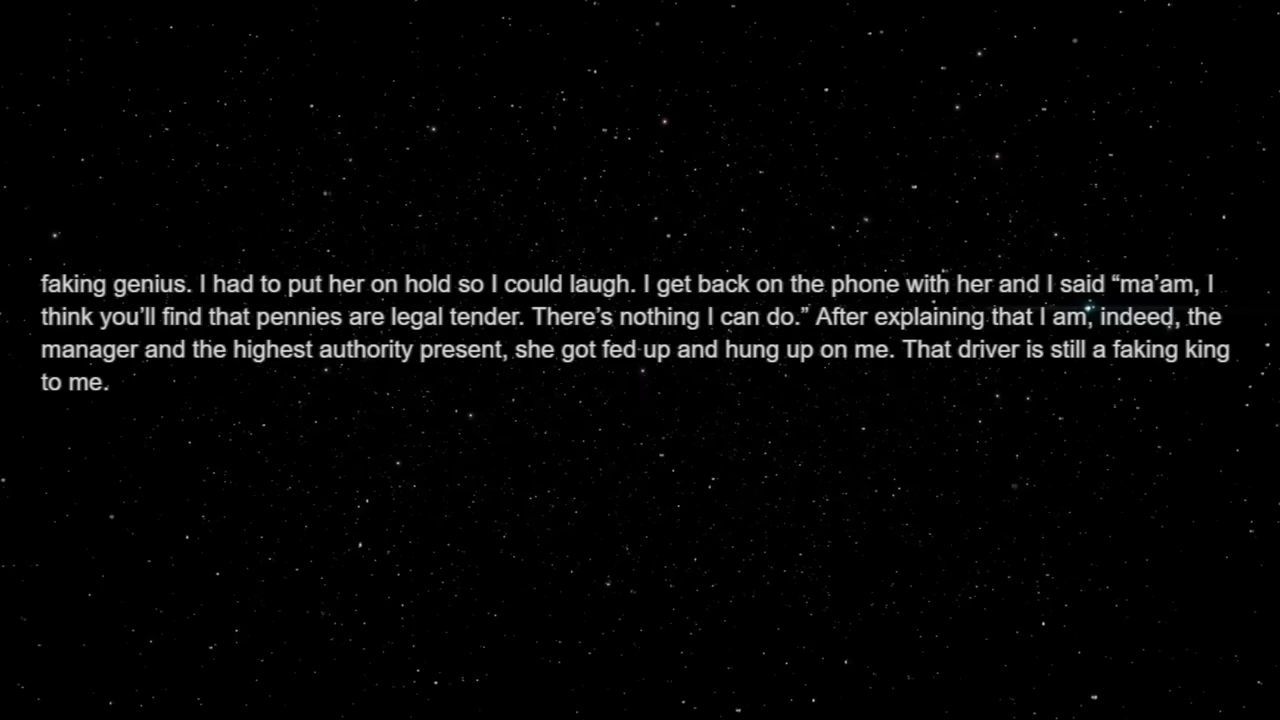 faking genius. I had to put her on hold so I could laugh. I get back on the phone with her and I said “ma’am, I
think you’ll find that pennies are legal tender. There’s nothing I can do.” After explaining that I am, indeed, the
manager and the highest authority present, she got fed up and hung up on me. That driver is still a faking king
to me.